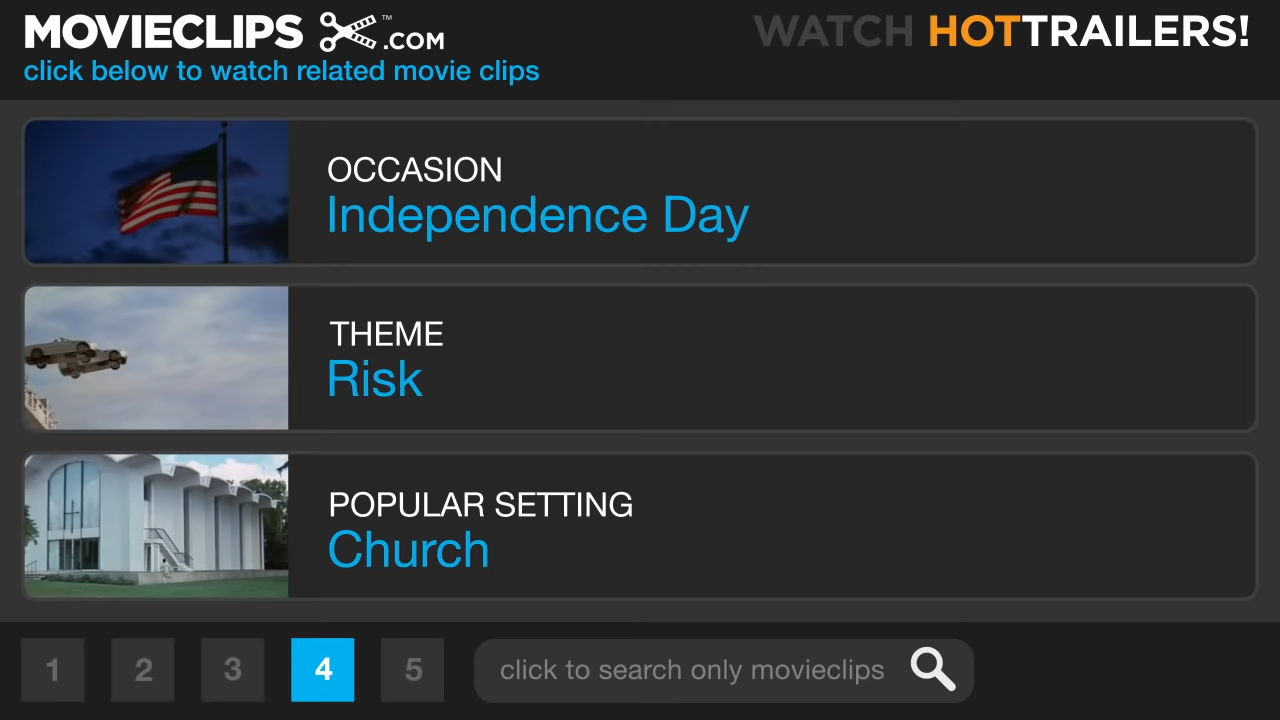 MOVIECLIPS ™ .COM
WATCH HOTTRAILERS!
click below to watch related movie clips
OCCASION
Independence Day
THEME
Risk
POPULAR SETTING
Church
1 2 3 4 5
click to search only movieclips